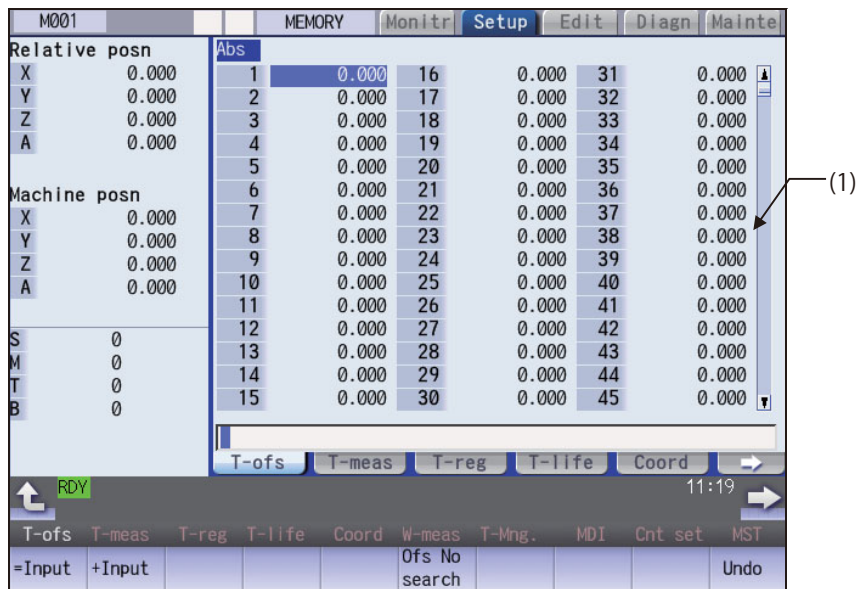 M001 MEMORY Monitr Setup Edit Diagn Mainte
Relative posn
X 0.000
Y 0.000
Z 0.000
A 0.000
Machine posn
X 0.000
Y 0.000
Z 0.000
A 0.000
S 0
M 0
T 0
B 0
Abs
1 0.000 16 0.000 31 0.000
2 0.000 17 0.000 32 0.000
3 0.000 18 0.000 33 0.000
4 0.000 19 0.000 34 0.000
5 0.000 20 0.000 35 0.000
6 0.000 21 0.000 36 0.000
7 0.000 22 0.000 37 0.000
8 0.000 23 0.000 38 0.000
9 0.000 24 0.000 39 0.000
10 0.000 25 0.000 40 0.000
11 0.000 26 0.000 41 0.000
12 0.000 27 0.000 42 0.000
13 0.000 28 0.000 43 0.000
14 0.000 29 0.000 44 0.000
15 0.000 30 0.000 45 0.000
(1)
T-ofs T-meas T-reg T-life Coord
RDY 11:19
T-ofs T-meas T-reg T-life Coord W-meas T-Mng. MDI Cnt set MST
=Input +Input Ofs No search Undo